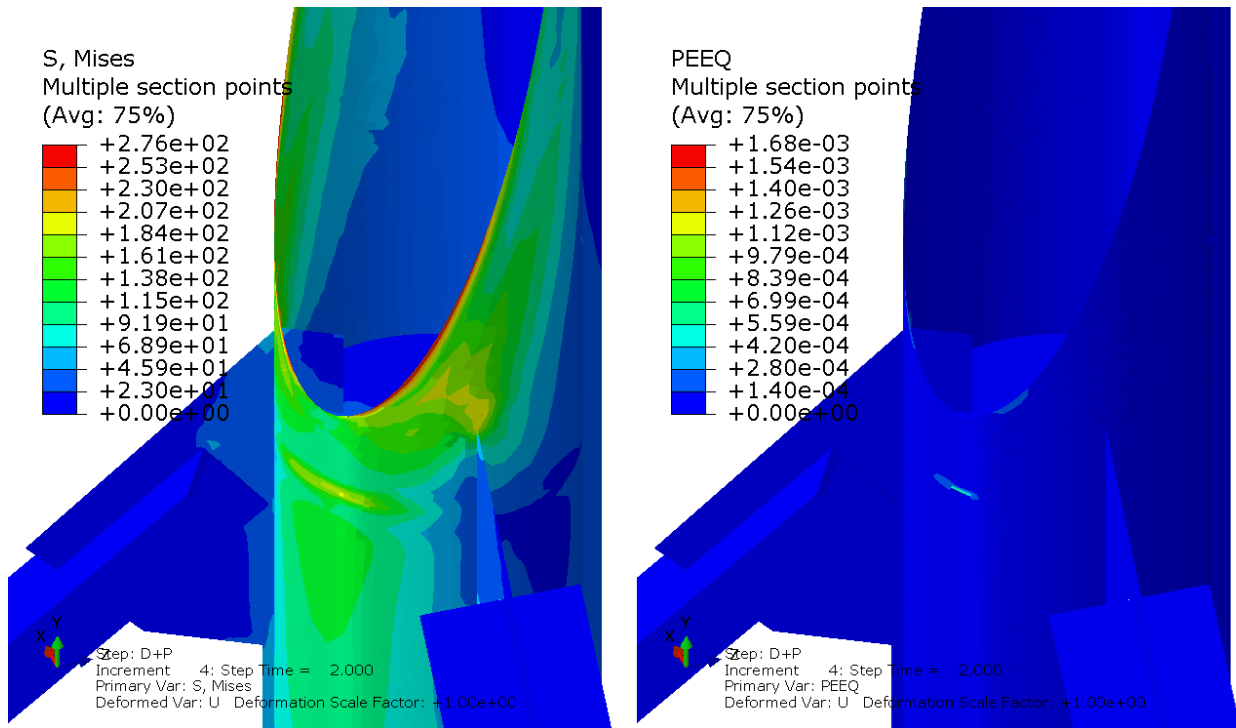 S, Mises
Multiple section points
(Avg: 75%)
+2.76e+02
+2.53e+02
+2.30e+02
+2.07e+02
+1.84e+02
+1.61e+02
+1.38e+02
+1.15e+02
+9.19e+01
+6.89e+01
+4.59e+01
+2.30e+01
+0.00e+00
Y
X
Z
Step: D+P
Increment 4: Step Time = 2.000
Primary Var: S, Mises
Deformed Var: U Deformation Scale Factor: +1.00e+00
PEEQ
Multiple section points
(Avg: 75%)
+1.68e-03
+1.54e-03
+1.40e-03
+1.26e-03
+1.12e-03
+9.79e-04
+8.39e-04
+6.99e-04
+5.59e-04
+4.20e-04
+2.80e-04
+1.40e-04
+0.00e+00
Y
X
Z
Step: D+P
Increment 4: Step Time = 2.000
Primary Var: PEEQ
Deformed Var: U Deformation Scale Factor: +1.00e+00